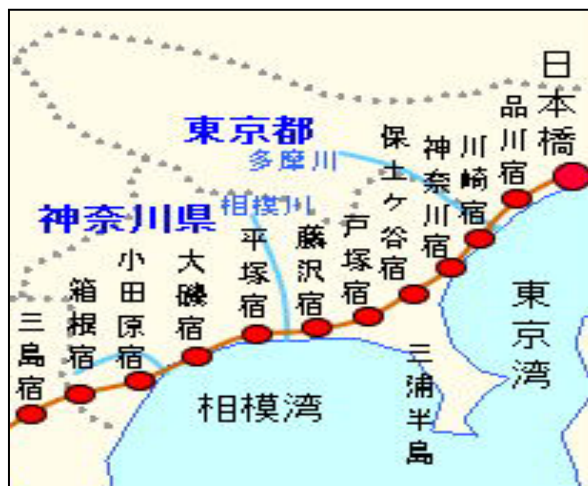 日本橋
品川宿
川崎宿
神奈川宿
保土ケ谷宿
戸塚宿
藤沢宿
平塚宿
大磯宿
小田原宿
箱根宿
三島宿
東京都
多摩川
神奈川県
相模川
東京湾
三浦半島
相模湾